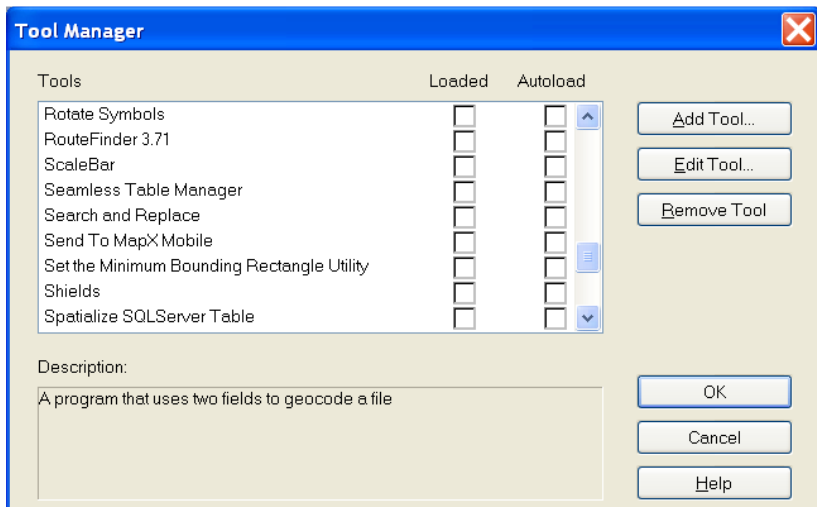 Tool Manager
Tools Loaded Autoload
Rotate Symbols
RouteFinder 3.71
ScaleBar
Seamless Table Manager
Search and Replace
Send To MapX Mobile
Set the Minimum Bounding Rectangle Utility
Shields
Spatialize SQLServer Table
Add Tool...
Edit Tool...
Remove Tool
Description:
A program that uses two fields to geocode a file
OK
Cancel
Help